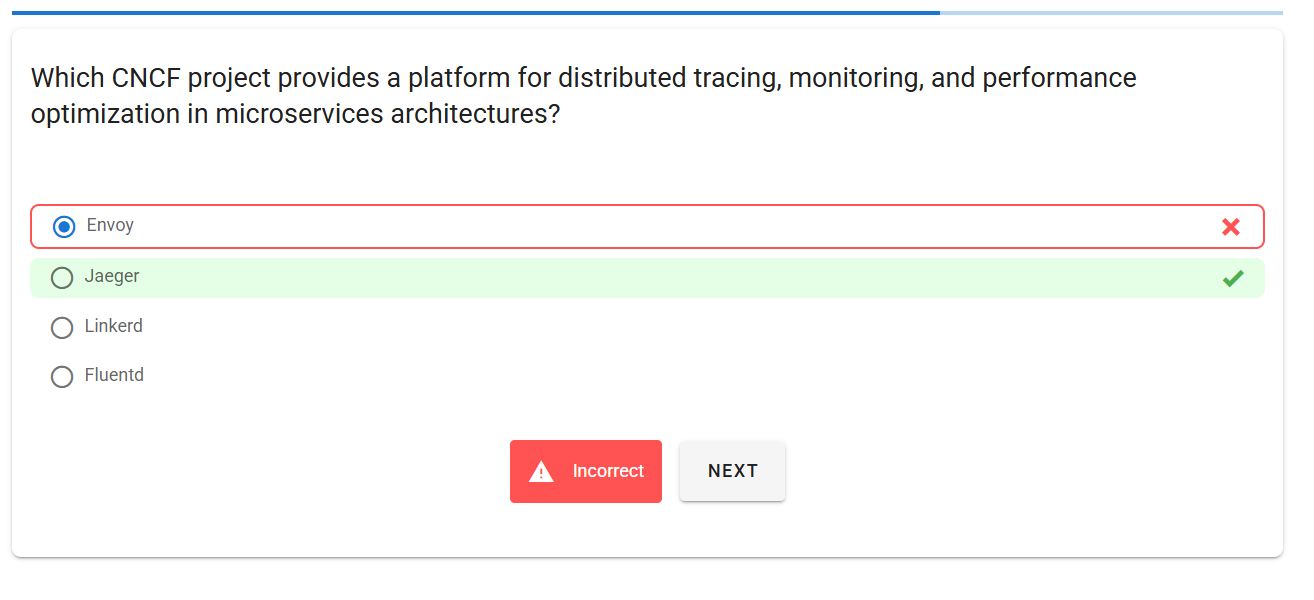 Which CNCF project provides a platform for distributed tracing, monitoring, and performance
optimization in microservices architectures?
Envoy
Jaeger
Linkerd
Fluentd
Incorrect
NEXT